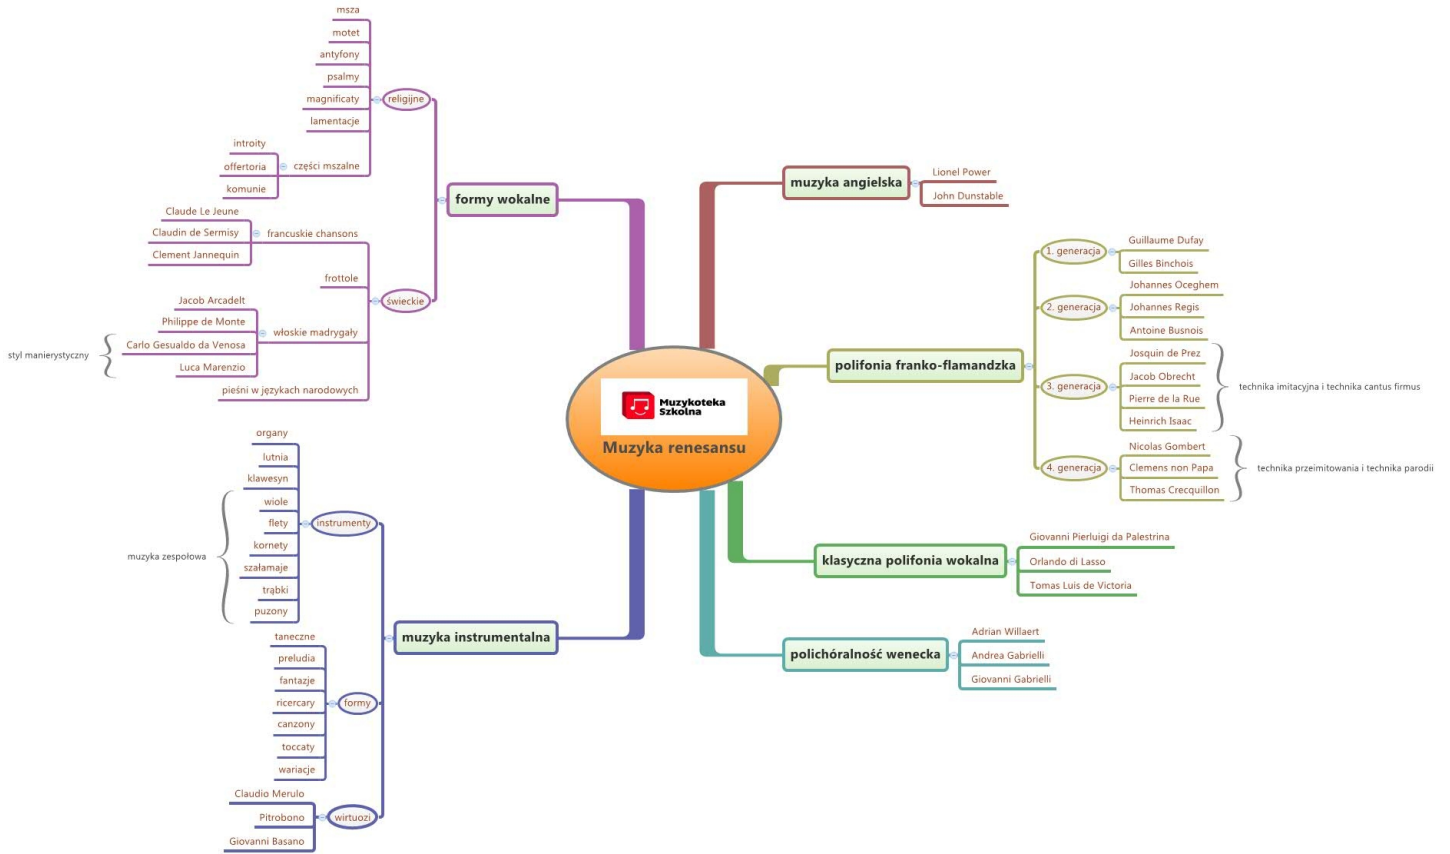 msza
motet
antyfony
psalmy
magnificaty
lamentacje
religijne
introity
offertoria
komunie
części mszalne
formy wokalne
Claude Le Jeune
Claudin de Sermisy
Clement Jannequin
francuskie chansons
frottole
świeckie
Jacob Arcadelt
Philippe de Monte
Carlo Gesualdo da Venosa
Luca Marenzio
włoskie madrygały
styl manierystyczny
pieśni w językach narodowych
muzyka angielska
Lionel Power
John Dunstable
polifonia franko-flamandzka
1. generacja
Guillaume Dufay
Gilles Binchois
2. generacja
Johannes Oceghem
Johannes Regis
Antoine Busnois
3. generacja
Josquin de Prez
Jacob Obrecht
Pierre de la Rue
Heinrich Isaac
technika imitacyjna i technika cantus firmus
4. generacja
Nicolas Gombert
Clemens non Papa
Thomas Crecquillon
technika przeimitowania i technika parodii
Muzykoteka
Szkolna
Muzyka renesansu
klasyczna polifonia wokalna
Giovanni Pierluigi da Palestrina
Orlando di Lasso
Tomas Luis de Victoria
polichóralność wenecka
Adrian Willaert
Andrea Gabrielli
Giovanni Gabrielli
muzyka instrumentalna
instrumenty
organy
lutnia
klawesyn
wiole
flety
kornety
szałamaje
trąbki
puzony
muzyka zespołowa
formy
taneczne
preludia
fantazje
ricercary
canzony
toccaty
wariacje
wirtuozi
Claudio Merulo
Pitrobono
Giovanni Basano